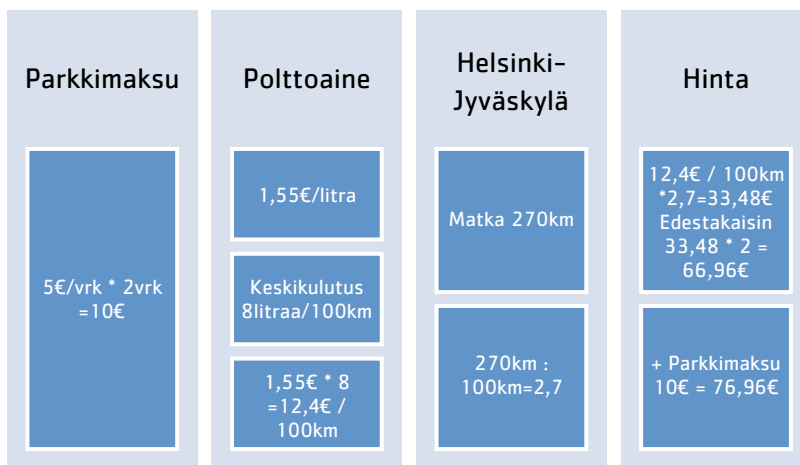 Parkkimaksu
5€/vrk * 2vrk
=10€
Polttoaine
1,55€/litra
Keskikulutus
8litraa/100km
1,55€ * 8
=12,4€ /
100km
Helsinki-
Jyväskylä
Matka 270km
270km :
100km=2,7
Hinta
12,4€ / 100km
*2,7=33,48€
Edestakaisin
33,48 * 2 =
66,96€
+ Parkkimaksu
10€ = 76,96€